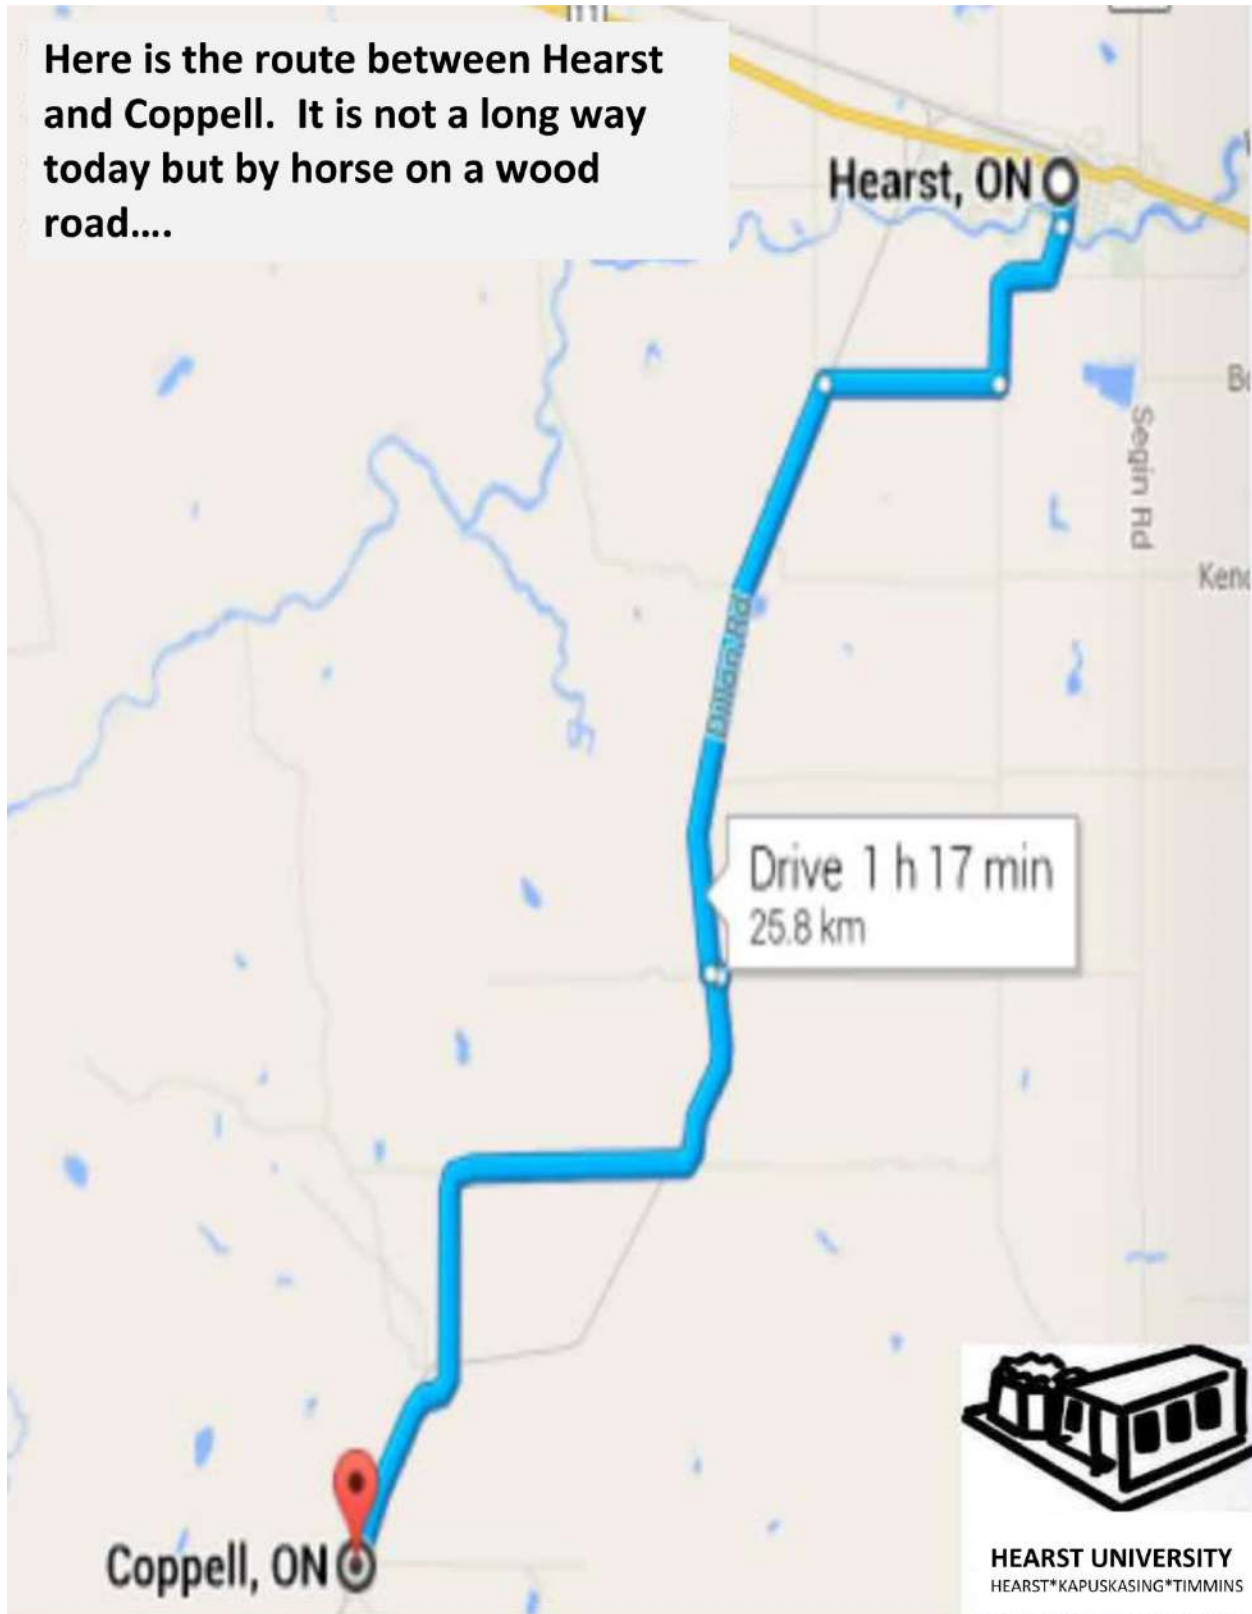 11
Here is the route between Hearst
and Coppell.  It is not a long way
today but by horse on a wood
road….
Hearst, ON
Segin Rd
Drive 1 h 17 min
25.8 km
Coppell, ON
HEARST UNIVERSITY
HEARST*KAPUSKASING*TIMMINS